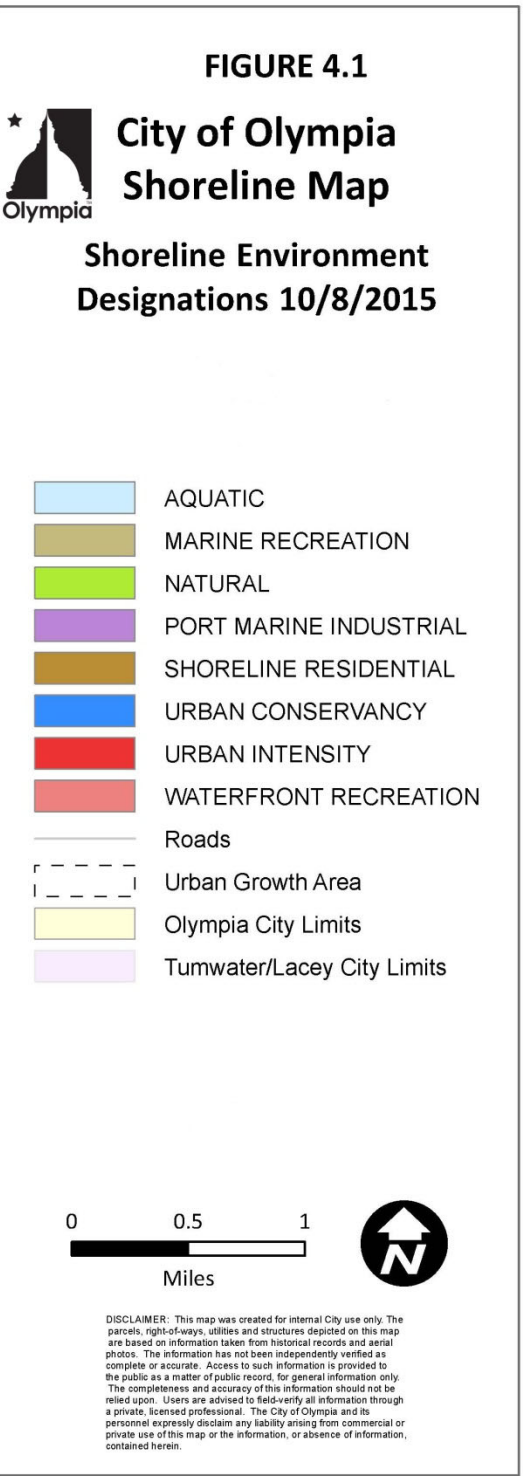 FIGURE 4.1
City of Olympia
Shoreline Map
Olympia
Shoreline Environment
Designations 10/8/2015
AQUATIC
MARINE RECREATION
NATURAL
PORT MARINE INDUSTRIAL
SHORELINE RESIDENTIAL
URBAN CONSERVANCY
URBAN INTENSITY
WATERFRONT RECREATION
Roads
Urban Growth Area
Olympia City Limits
Tumwater/Lacey City Limits
0 0.5 1
Miles
N
DISCLAIMER: This map was created for internal City use only. The
parcels, right-of-ways, utilities and structures depicted on this map
are based on information taken from historical records and aerial
photos. The information has not been independently verified as
complete or accurate. Access to such information is provided to
the public as a matter of public record, for general information only.
The completeness and accuracy of this information should not be
relied upon. Users are advised to field-verify all information through
a private, licensed professional. The City of Olympia and its
personnel expressly disclaim any liability arising from commercial or
private use of this map or the information, or absence of information,
contained herein.